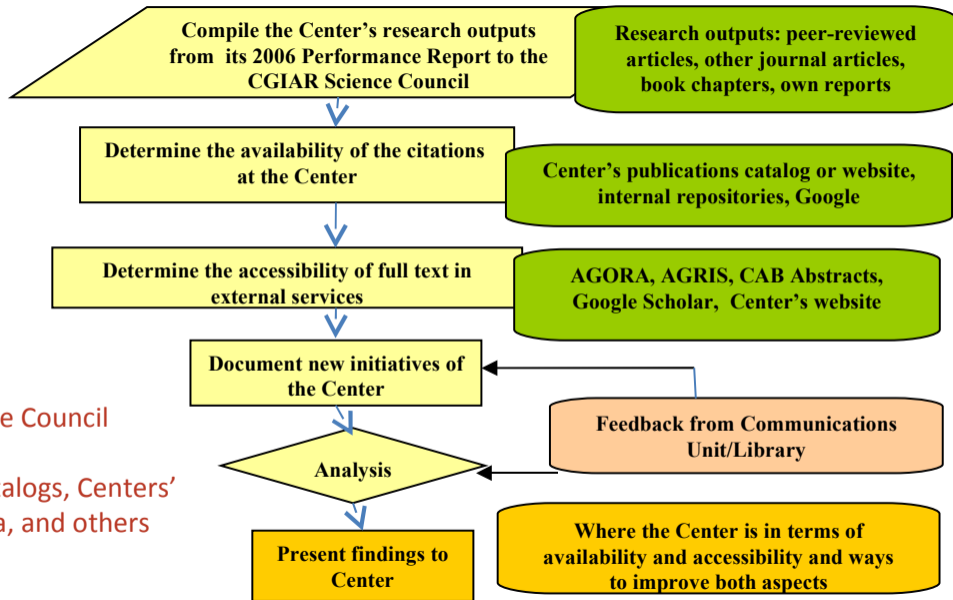 Compile the Center's research outputs
from its 2006 Performance Report to the
CGIAR Science Council
Research outputs: peer-reviewed
articles, other journal articles,
book chapters, own reports
Determine the availability of the citations
at the Center
Center's publications catalog or website,
internal repositories, Google
Determine the accessibility of full text in
external services
AGORA, AGRIS, CAB Abstracts,
Google Scholar, Center's website
Document new initiatives of
the Center
Feedback from Communications
Unit/Library
Council
Centers'
and others
Analysis
Present findings to
Center
Where the Center is in terms of
availability and accessibility and ways
to improve both aspects